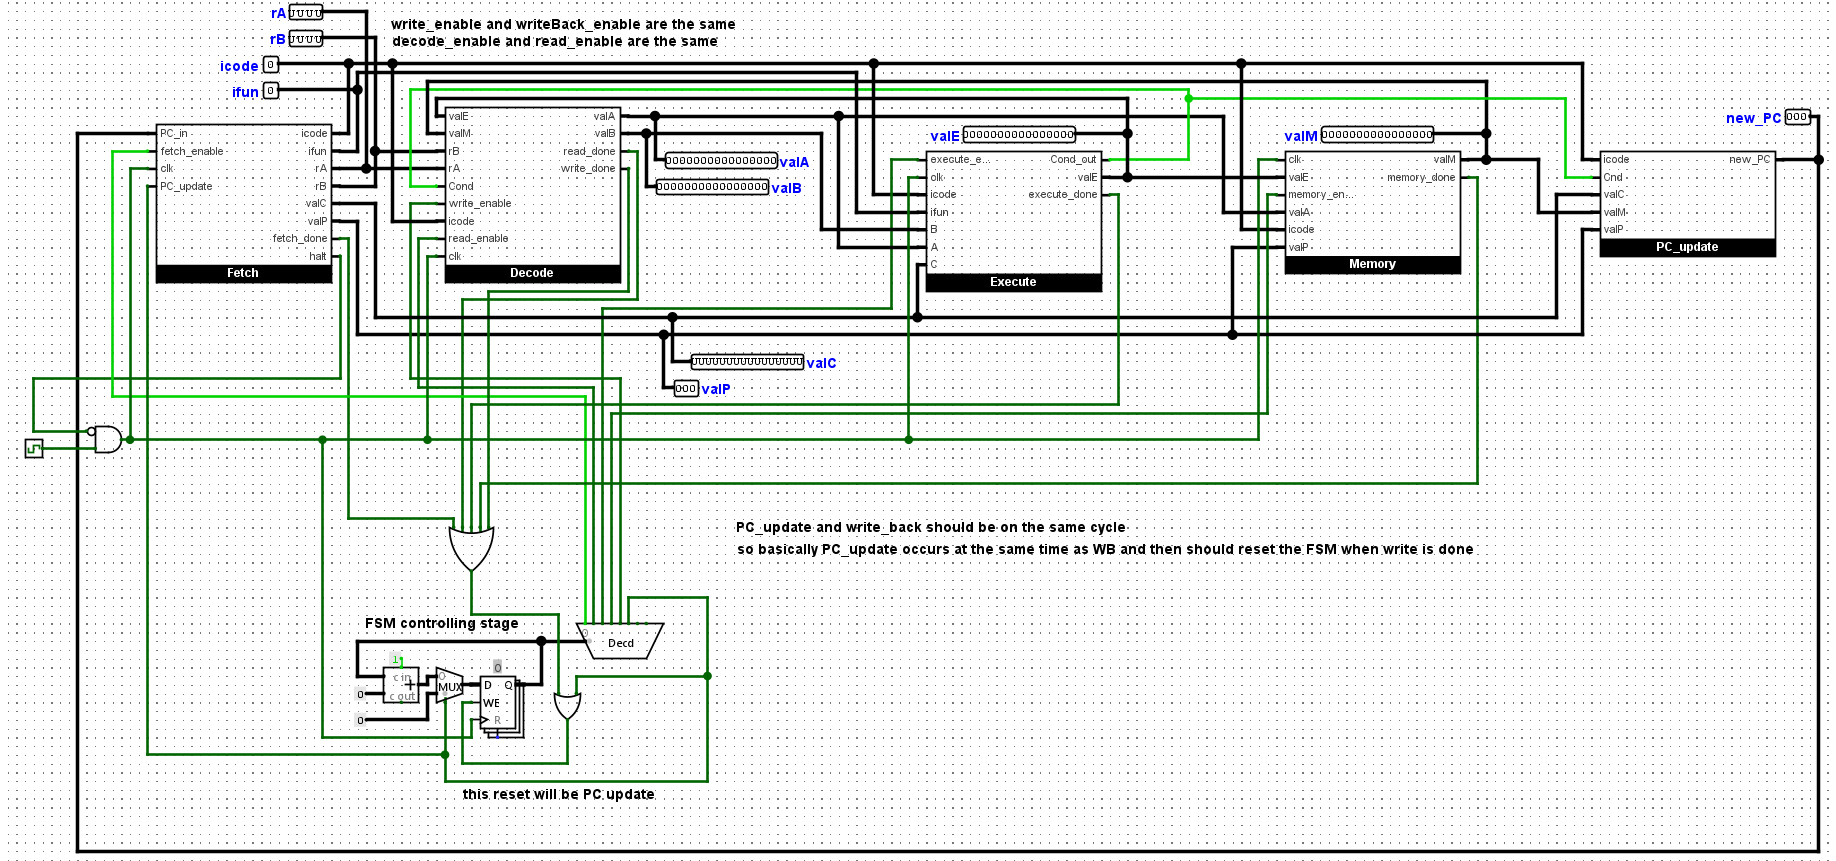 rA UUUU
write_enable and writeBack_enable are the same
rB UUUU
decode_enable and read_enable are the same
icode 0
ifun 0
PC_in
fetch_enable
clk
PC_update
icode
ifun
rA
rB
valC
valP
fetch_done
halt
Fetch
valE
valM
rB
rA
Cond
write_enable
icode
read_enable
clk
valA
valB
read_done
write_done
Decode
0000000000000000 valA
0000000000000000 valB
valE 0000000000000000
execute_e...
clk
icode
ifun
B
A
C
Cond_out
valE
execute_done
Execute
valM 0000000000000000
clk
valE
memory_en...
valA
icode
valP
valM
memory_done
Memory
new_PC 000
icode
Cnd
valC
valM
valP
new_PC
PC_update
UUUUUUUUUUUUUUUU valC
000 valP
PC_update and write_back should be on the same cycle
so basically PC_update occurs at the same time as WB and then should reset the FSM when write is done
FSM controlling stage
0
Decd
1
c in
+
c out
0
0
0
MUX
0
D
Q
WE
R
this reset will be PC update